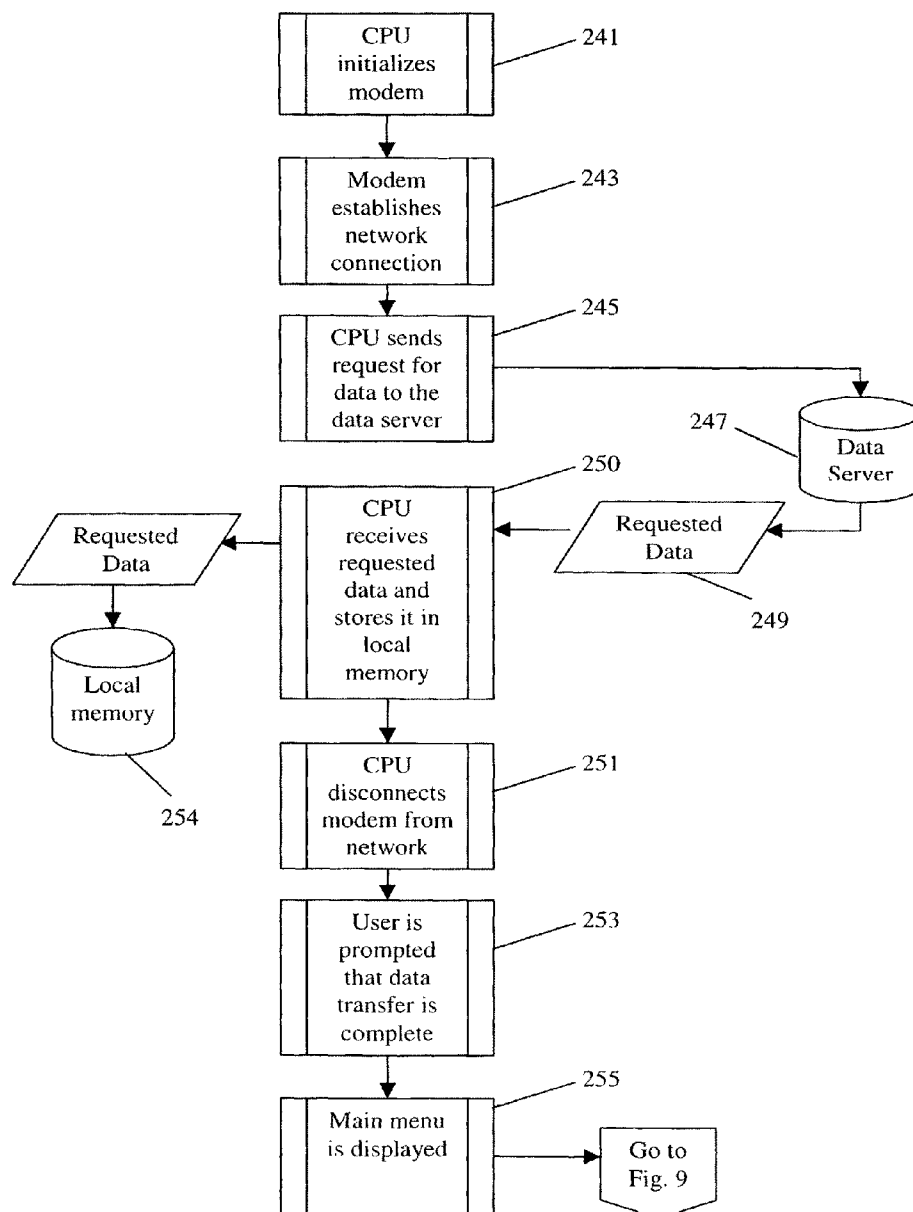 CPU
initializes
modem
241
Modem
establishes
network
connection
243
CPU sends
request for
data to the
data server
245
247
Data
Server
250
CPU
receives
requested
data and
stores it in
local
memory
Requested
Data
249
Requested
Data
Local
memory
254
CPU
disconnects
modem from
network
251
User is
prompted
that data
transfer is
complete
253
Main menu
is displayed
255
Go to
Fig. 9